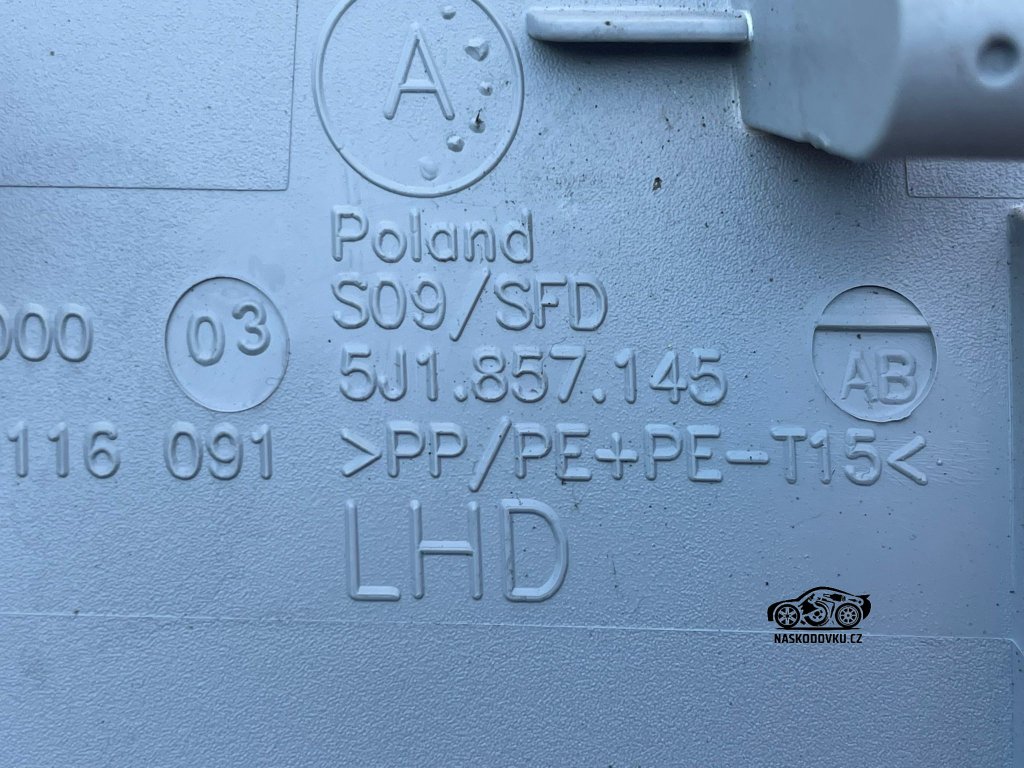 A
Poland
S09/SFD
000 03 5J1.857.145 AB
116 091 >PP/PE+PE-T15<
LHD
NASKODOVKU.CZ